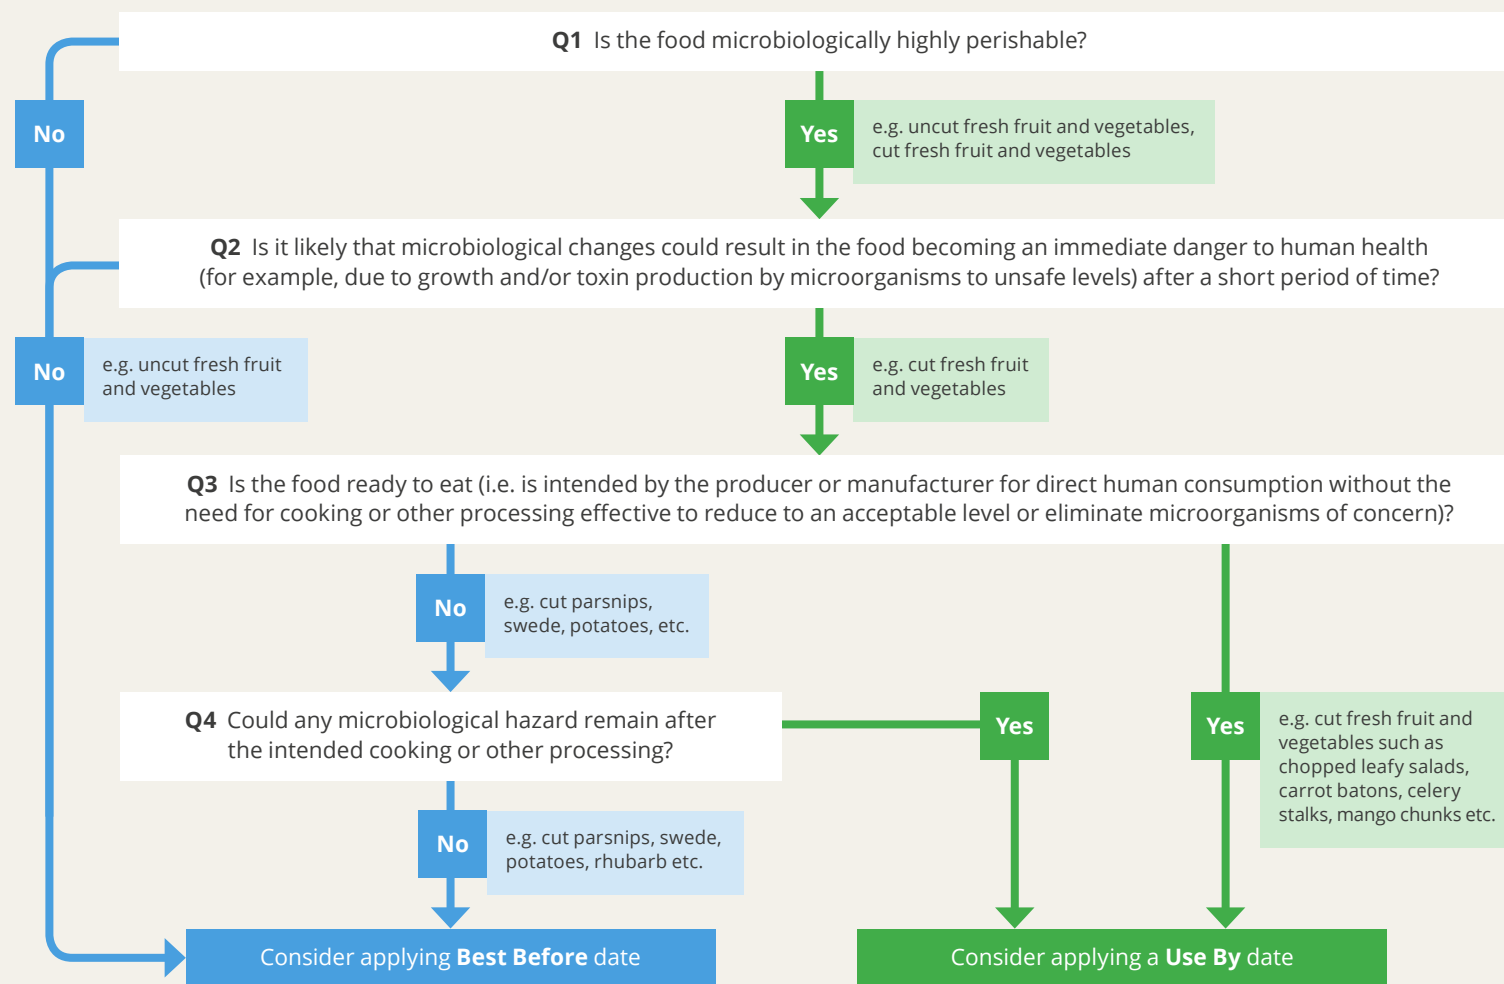 Q1 Is the food microbiologically highly perishable?
No
Yes
e.g. uncut fresh fruit and vegetables,
cut fresh fruit and vegetables
Q2 Is it likely that microbiological changes could result in the food becoming an immediate danger to human health
(for example, due to growth and/or toxin production by microorganisms to unsafe levels) after a short period of time?
No
e.g. uncut fresh fruit
and vegetables
Yes
e.g. cut fresh fruit
and vegetables
Q3 Is the food ready to eat (i.e. is intended by the producer or manufacturer for direct human consumption without the
need for cooking or other processing effective to reduce to an acceptable level or eliminate microorganisms of concern)?
No
e.g. cut parsnips,
swede, potatoes, etc.
Q4 Could any microbiological hazard remain after
the intended cooking or other processing?
Yes
Yes
e.g. cut fresh fruit and
vegetables such as
chopped leafy salads,
carrot batons, celery
stalks, mango chunks etc.
No
e.g. cut parsnips, swede,
potatoes, rhubarb etc.
Consider applying Best Before date
Consider applying a Use By date